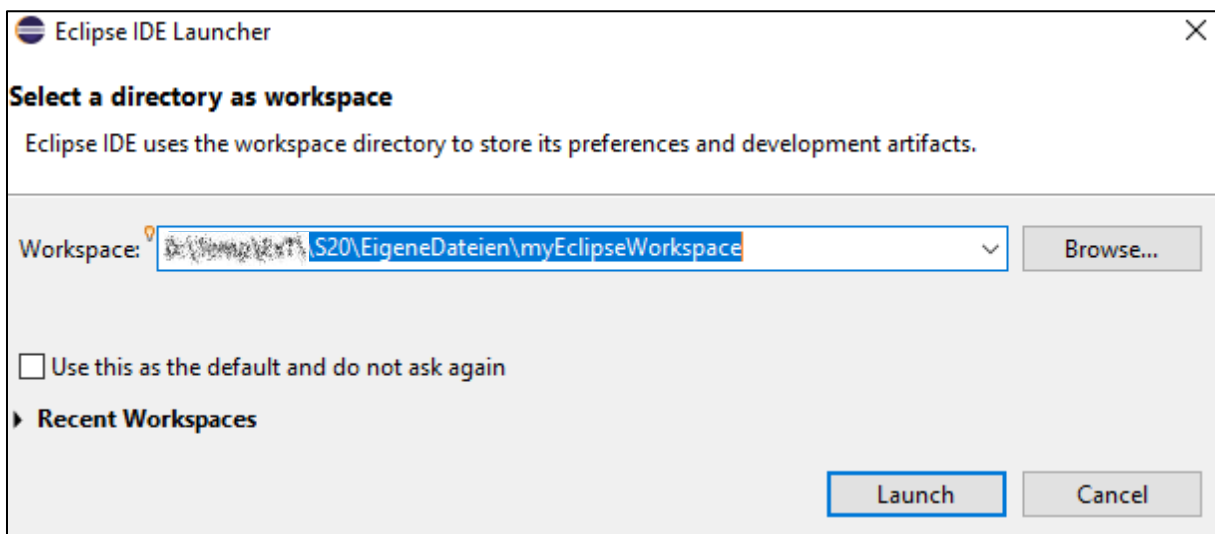 Eclipse IDE Launcher
Select a directory as workspace
Eclipse IDE uses the workspace directory to store its preferences and development artifacts.
Workspace: \S20\EigeneDateien\myEclipseWorkspace Browse...
Use this as the default and do not ask again
Recent Workspaces
Launch Cancel